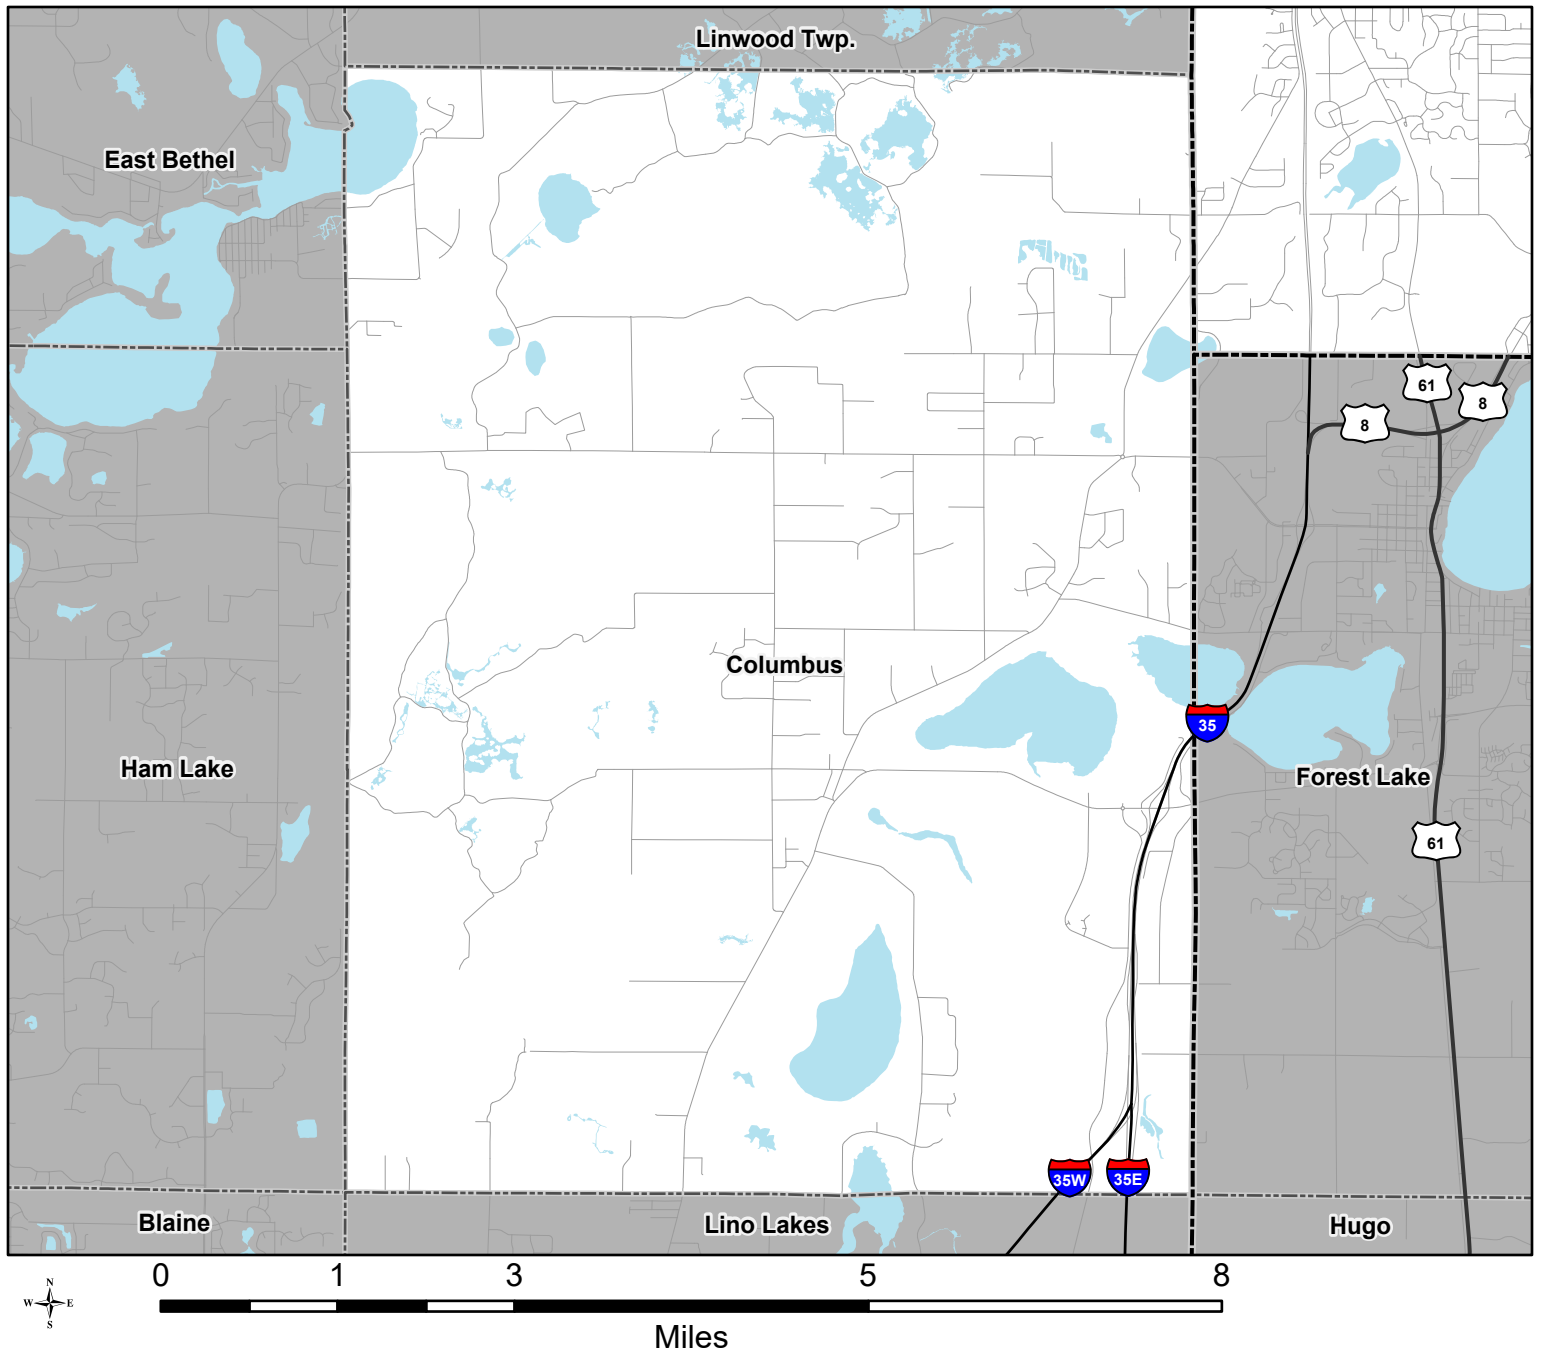 Linwood Twp.
East Bethel
61
8
8
Columbus
35
Ham Lake
Forest Lake
61
35W
35E
Blaine
Lino Lakes
Hugo
0 1 3 5 8
N
W E
S
Miles